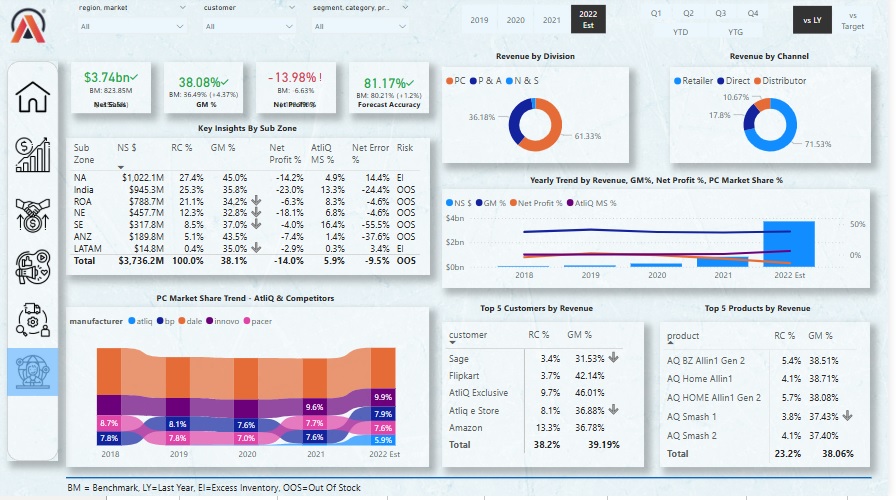 region, market
customer
segment, category, pr...
All
All
All
2019
2020
2021
2022
Est
Q1
Q2
Q3
Q4
YTD
YTG
vs LY
vs
Target
$3.74bn✓
BM: 823.85M
Net Sales
38.08%✓
BM: 36.49% (+4.37%)
GM %
-13.98% !
BM: -6.63%
Net Profit %
81.17%✓
BM: 80.21% (+1.2%)
Forecast Accuracy
Key Insights By Sub Zone
Sub Zone NS $ RC % GM % Net Profit % AtliQ MS % Net Error % Risk
NA $1,022.1M 27.4% 45.0% -14.2% 4.9% 14.4% EI
India $945.3M 25.3% 35.8% -23.0% 13.3% -24.4% OOS
ROA $788.7M 21.1% 34.2% -6.3% 8.3% -4.6% OOS
NE $457.7M 12.3% 32.8% -18.1% 6.8% -4.6% OOS
SE $317.8M 8.5% 37.0% -4.0% 16.4% -55.5% OOS
ANZ $189.8M 5.1% 43.5% -7.4% 1.4% -37.6% OOS
LATAM $14.8M 0.4% 35.0% -2.9% 0.3% 3.4% EI
Total $3,736.2M 100.0% 38.1% -14.0% 5.9% -9.5% OOS
Revenue by Division
PC P & A N & S
36.18%
61.33%
Revenue by Channel
Retailer Direct Distributor
10.67%
17.8%
71.53%
Yearly Trend by Revenue, GM%, Net Profit %, PC Market Share %
NS $ GM % Net Profit % AtliQ MS %
$4bn
$2bn
$0bn
50%
0%
2018 2019 2020 2021 2022 Est
PC Market Share Trend - AtliQ & Competitors
manufacturer atliq bp dale innovo pacer
8.7%
7.8%
8.1%
7.8%
7.6%
7.0%
9.6%
7.7%
7.6%
9.9%
7.9%
7.6%
5.9%
2018 2019 2020 2021 2022 Est
Top 5 Customers by Revenue
customer RC % GM %
Sage 3.4% 31.53%
Flipkart 3.7% 42.14%
AtliQ Exclusive 9.7% 46.01%
Atliq e Store 8.1% 36.88%
Amazon 13.3% 36.78%
Total 38.2% 39.19%
Top 5 Products by Revenue
product RC % GM %
AQ BZ Allin1 Gen 2 5.4% 38.51%
AQ Home Allin1 4.1% 38.71%
AQ HOME Allin1 Gen 2 5.7% 38.08%
AQ Smash 1 3.8% 37.43%
AQ Smash 2 4.1% 37.40%
Total 23.2% 38.06%
BM = Benchmark, LY=Last Year, EI=Excess Inventory, OOS=Out Of Stock